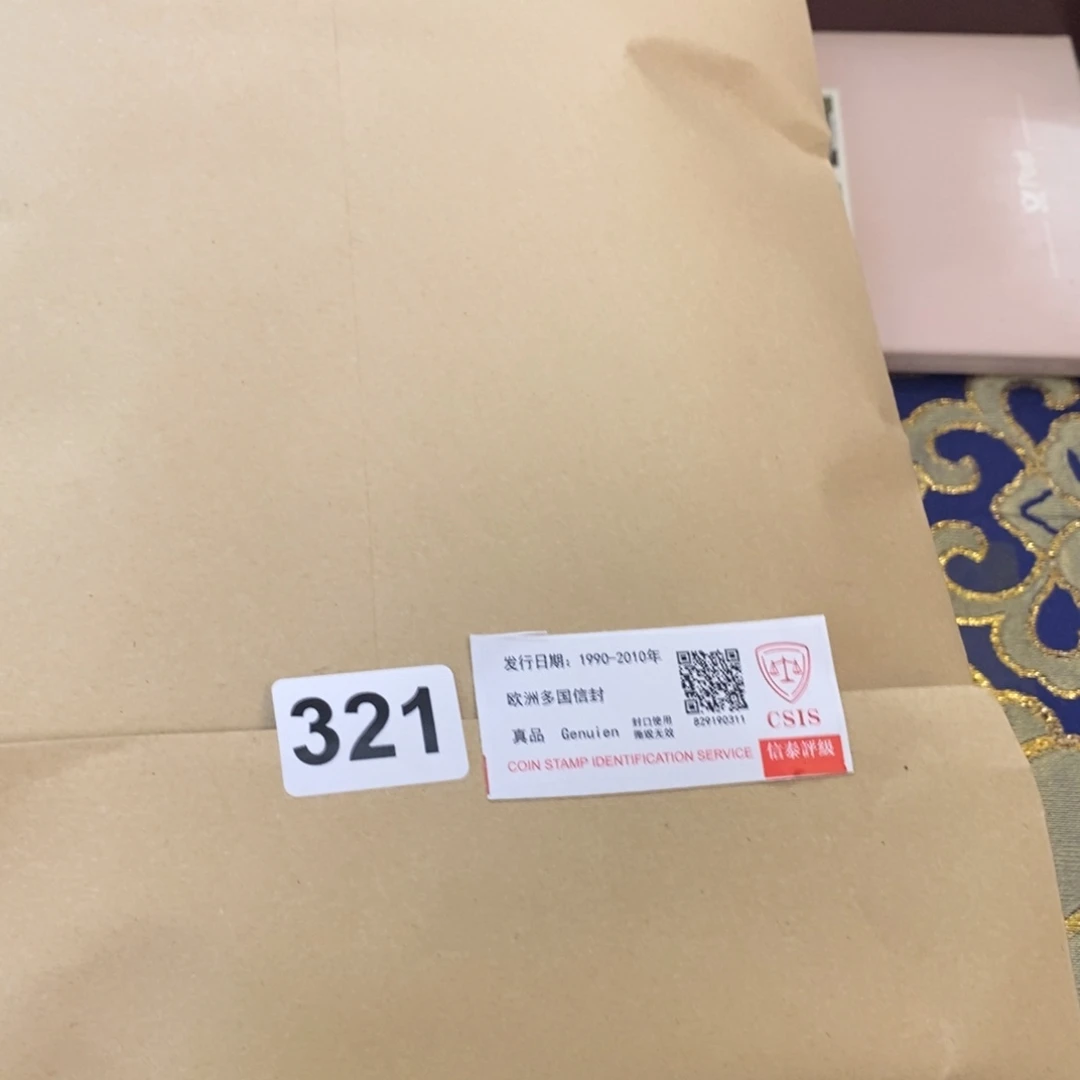 321
发行日期：1990-2010年
欧洲多国信封
真品 Genuien
封口使用
撕破无效
829190311
COIN STAMP IDENTIFICATION SERVICE
CSIS
信泰評級